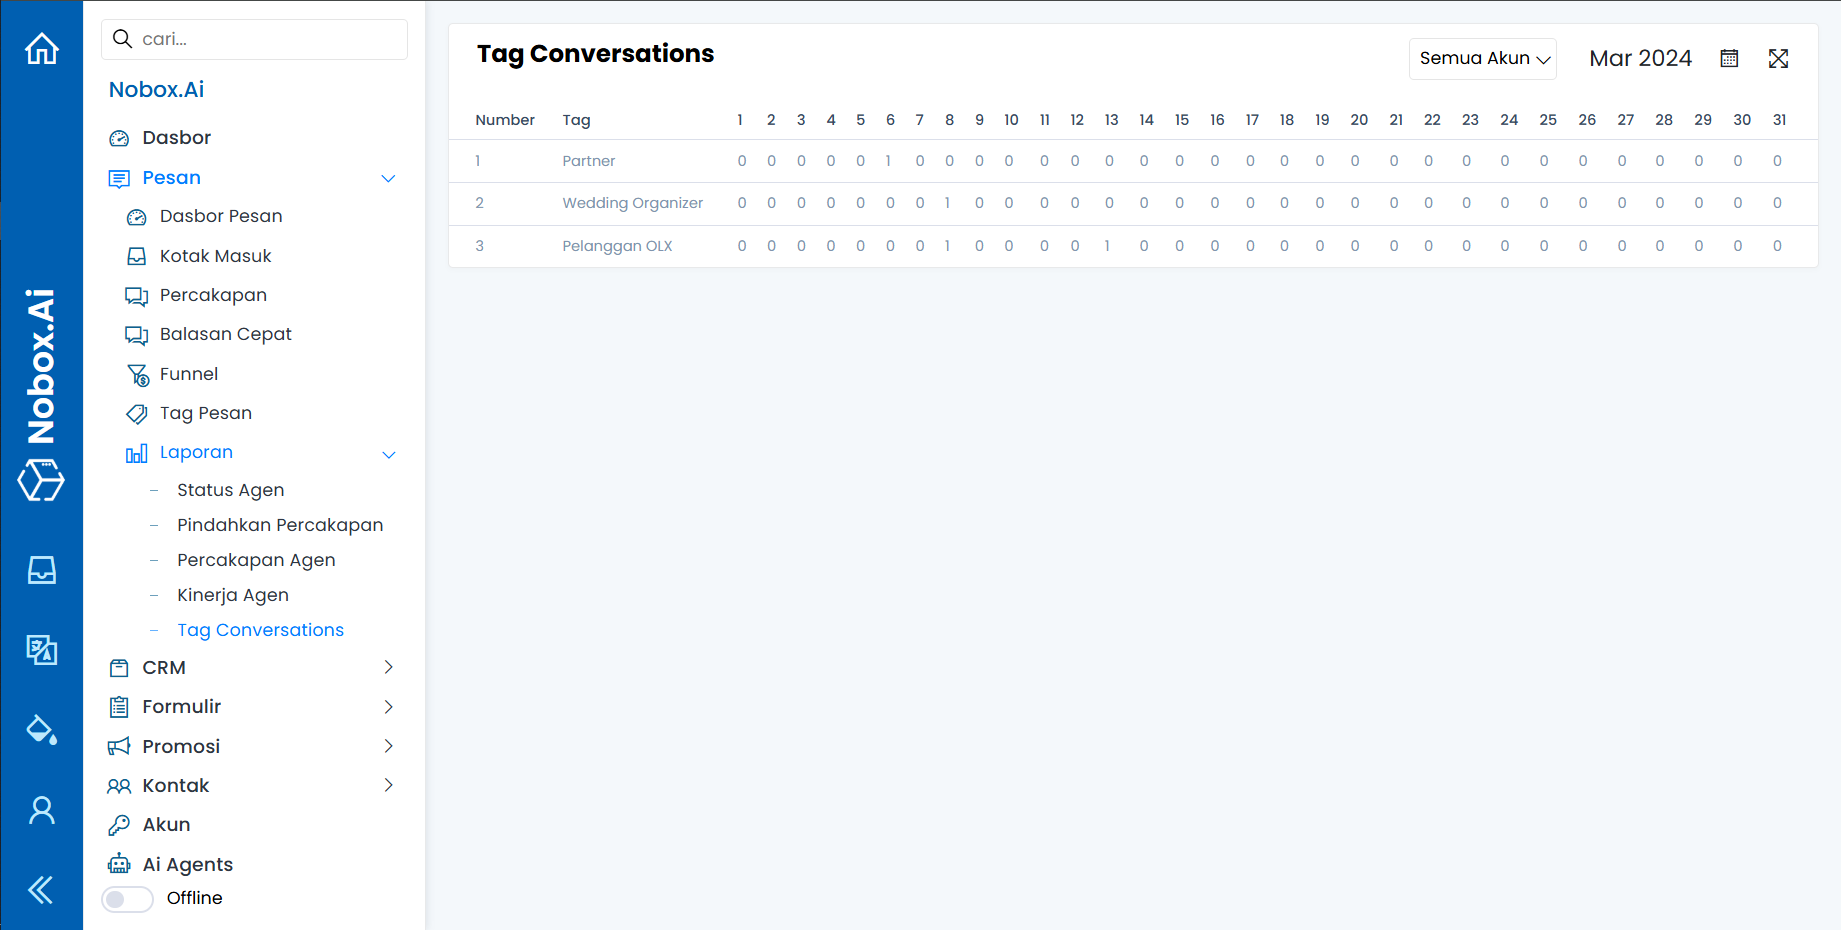 cari...
Nobox.Ai
Nobox.Ai
Dasbor
Pesan
Dasbor Pesan
Kotak Masuk
Percakapan
Balasan Cepat
Funnel
Tag Pesan
Laporan
– Status Agen
– Pindahkan Percakapan
– Percakapan Agen
– Kinerja Agen
– Tag Conversations
CRM
Formulir
Promosi
Kontak
Akun
Ai Agents
Offline
Tag Conversations
Semua Akun
Mar 2024
Number Tag 1 2 3 4 5 6 7 8 9 10 11 12 13 14 15 16 17 18 19 20 21 22 23 24 25 26 27 28 29 30 31
1 Partner 0 0 0 0 0 1 0 0 0 0 0 0 0 0 0 0 0 0 0 0 0 0 0 0 0 0 0 0 0 0 0
2 Wedding Organizer 0 0 0 0 0 0 0 1 0 0 0 0 0 0 0 0 0 0 0 0 0 0 0 0 0 0 0 0 0 0 0
3 Pelanggan OLX 0 0 0 0 0 0 0 1 0 0 0 0 1 0 0 0 0 0 0 0 0 0 0 0 0 0 0 0 0 0 0